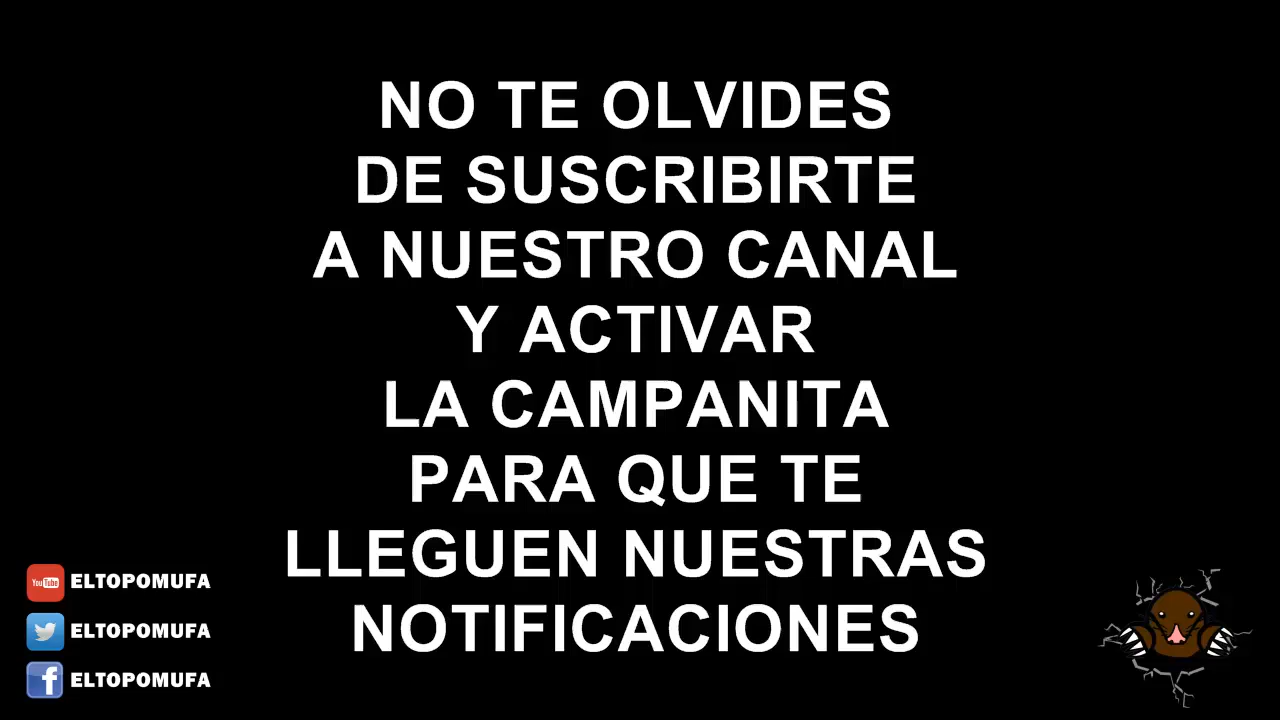 NO TE OLVIDES
DE SUSCRIBIRTE
A NUESTRO CANAL
Y ACTIVAR
LA CAMPANITA
PARA QUE TE
LLEGUEN NUESTRAS
NOTIFICACIONES
YouTube ELTOPOMUFA
ELTOPOMUFA
f ELTOPOMUFA